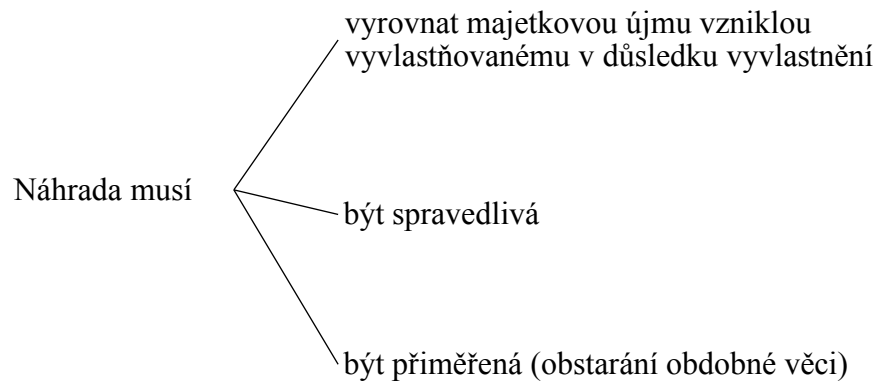 vyrovnat majetkovou újmu vzniklou
vyvlastňovanému v důsledku vyvlastnění
Náhrada musí
být spravedlivá
být přiměřená (obstarání obdobné věci)